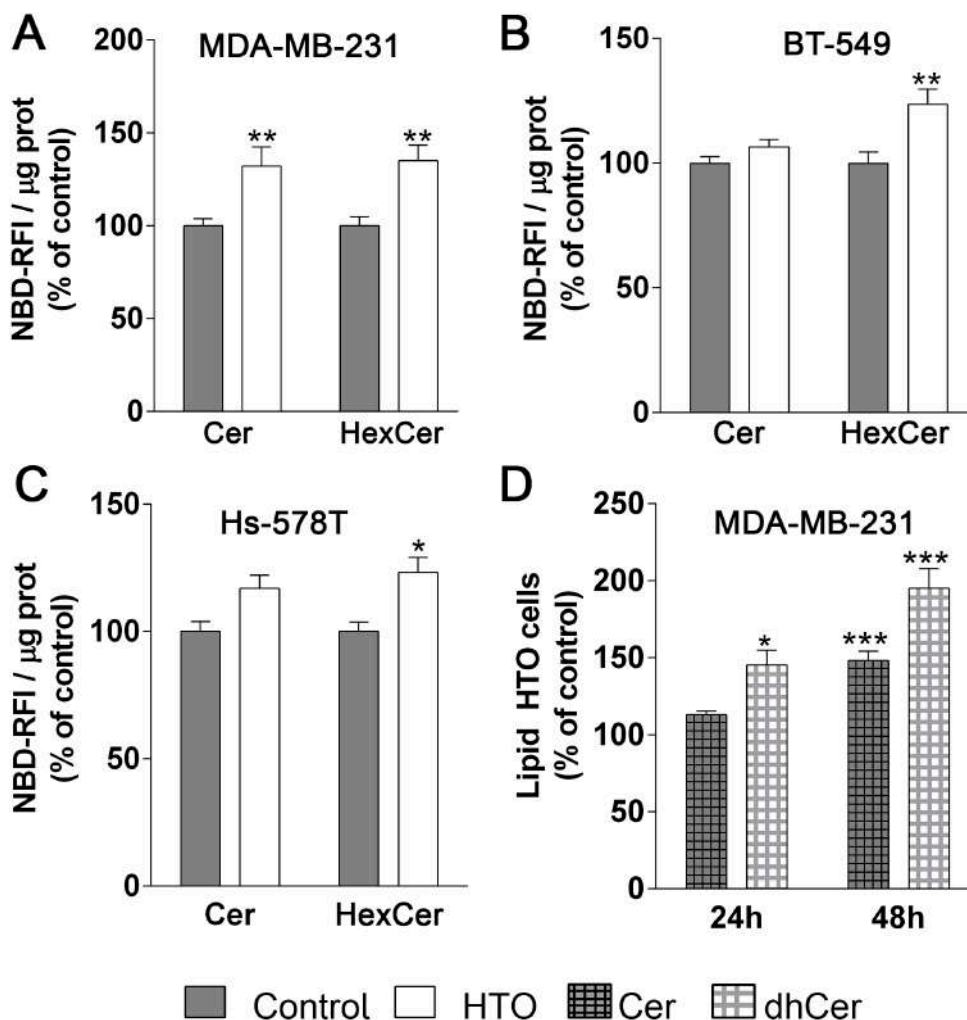 A
MDA-MB-231
NBD-RFI / μg prot
(% of control)
200
150
100
50
0
**
**
Cer
HexCer
B
BT-549
NBD-RFI / μg prot
(% of control)
150
100
50
0
**
Cer
HexCer
C
Hs-578T
NBD-RFI / μg prot
(% of control)
150
100
50
0
*
Cer
HexCer
D
MDA-MB-231
Lipid HTO cells
(% of control)
250
200
150
100
50
0
*
***
***
24h
48h
Control
HTO
Cer
dhCer